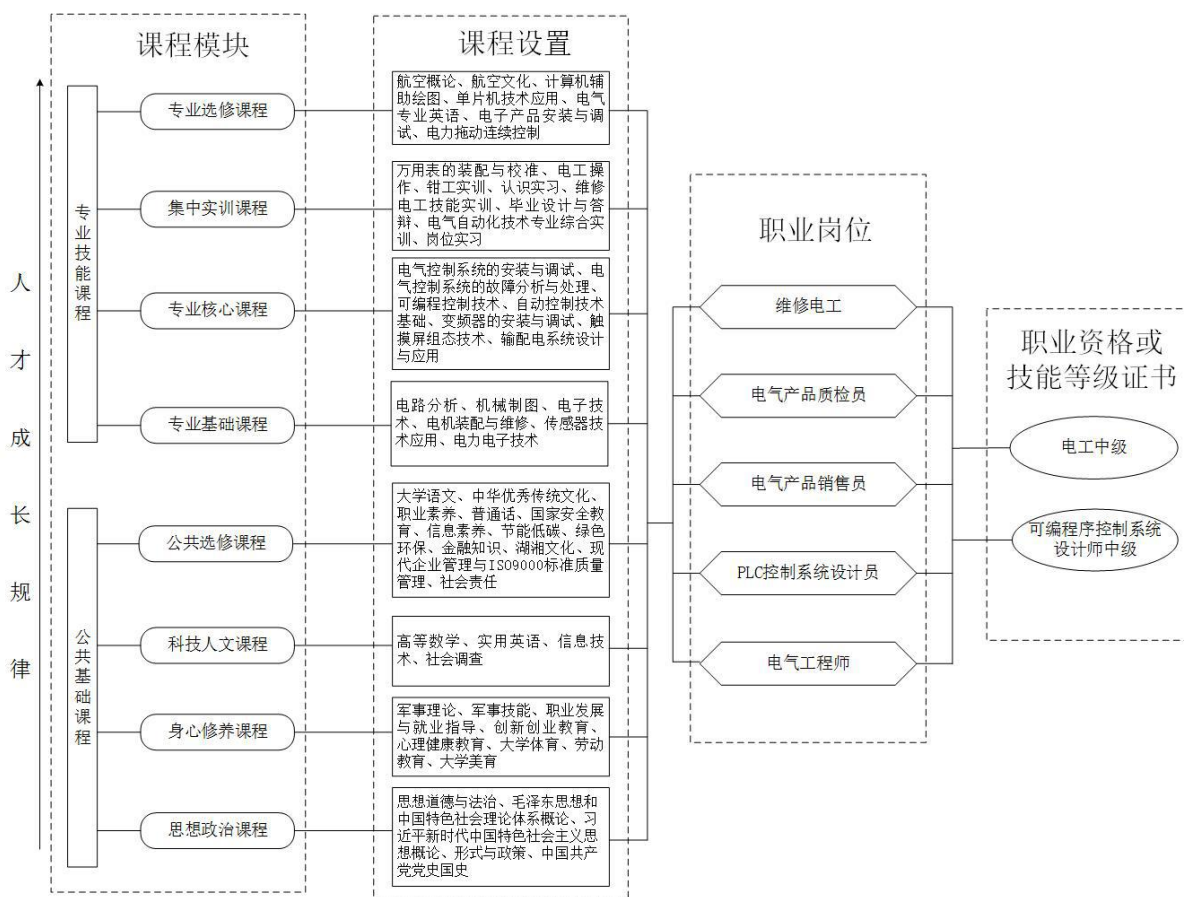 课程模块
课程设置
专业选修课程
航空概论、航空文化、计算机辅
助绘图、单片机技术应用、电气
专业英语、电子产品安装与调
试、电力拖动连续控制
集中实训课程
万用表的装配与校准、电工操
作、钳工实训、认识实习、维修
电工技能实训、毕业设计与答
辩、电气自动化技术专业综合实
训、岗位实习
专业技能课程
专业核心课程
电气控制系统的安装与调试、电
气控制系统的故障分析与处理、
可编程控制技术、自动控制技术
基础、变频器的安装与调试、触
摸屏组态技术、输配电系统设计
与应用
专业基础课程
电路分析、机械制图、电子技
术、电机装配与维修、传感器技
术应用、电力电子技术
人才成长规律
公共选修课程
大学语文、中华优秀传统文化、
职业素养、普通话、国家安全教
育、信息素养、节能低碳、绿色
环保、金融知识、湖湘文化、现
代企业管理与ISO9000标准质量
管理、社会责任
公共基础课程
科技人文课程
高等数学、实用英语、信息技
术、社会调查
身心修养课程
军事理论、军事技能、职业发展
与就业指导、创新创业教育、
心理健康教育、大学体育、劳动
教育、大学美育
思想政治课程
思想道德与法治、毛泽东思想和
中国特色社会理论体系概论、习
近平新时代中国特色社会主义思
想概论、形式与政策、中国共产
党党史国史
职业岗位
维修电工
电气产品质检员
电气产品销售员
PLC控制系统设计员
电气工程师
职业资格或
技能等级证书
电工中级
可编程序控制系统
设计师中级